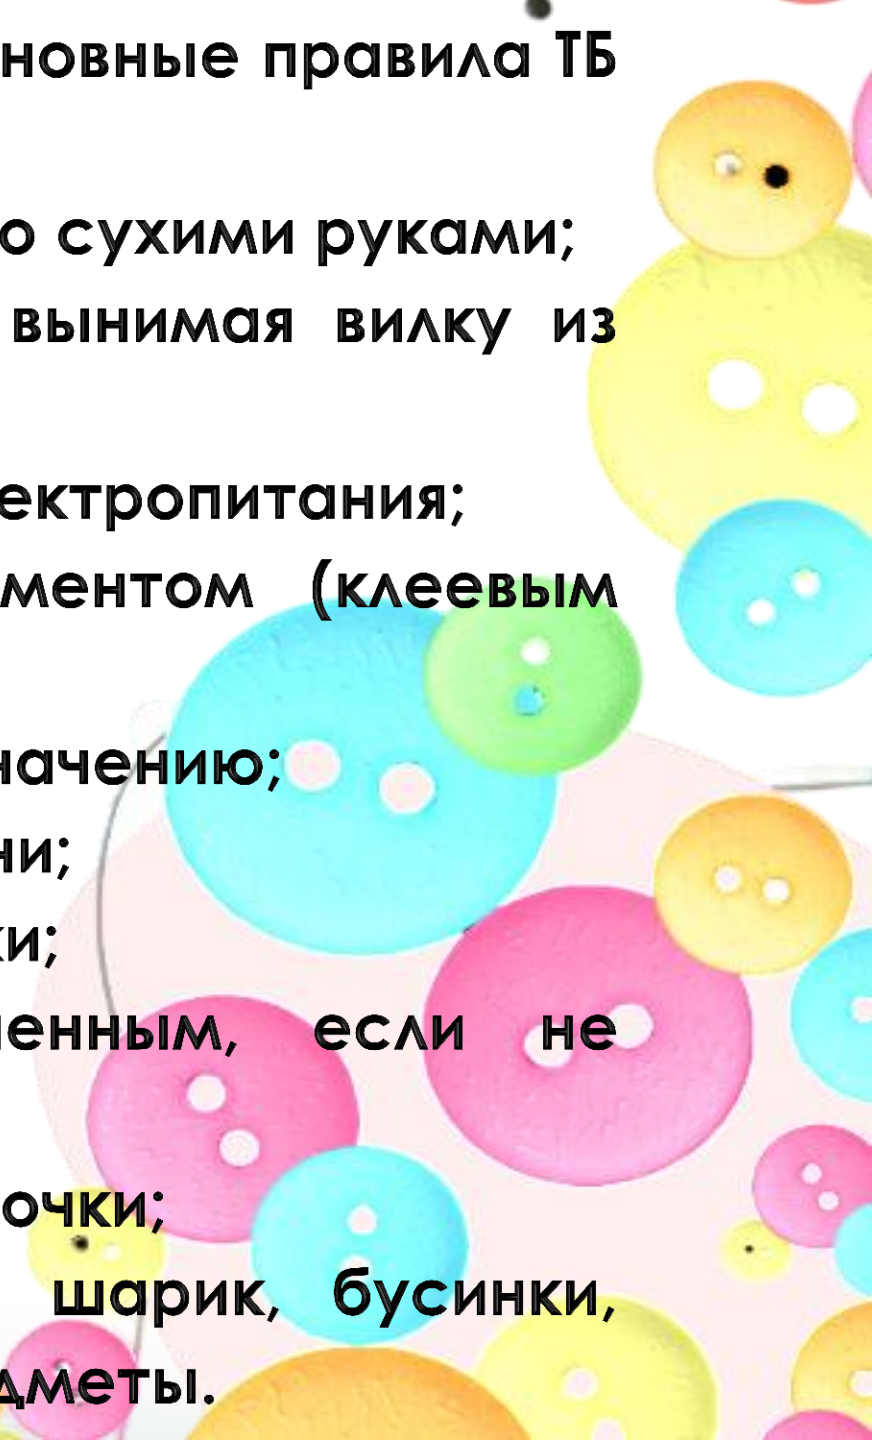 новные правила ТБ
о сухими руками;
вынимая вилку из
ектропитания;
ментом (клеевым
начению;
ни;
ки;
ленным, если не
очки;
шарик, бусинки,
дметы.